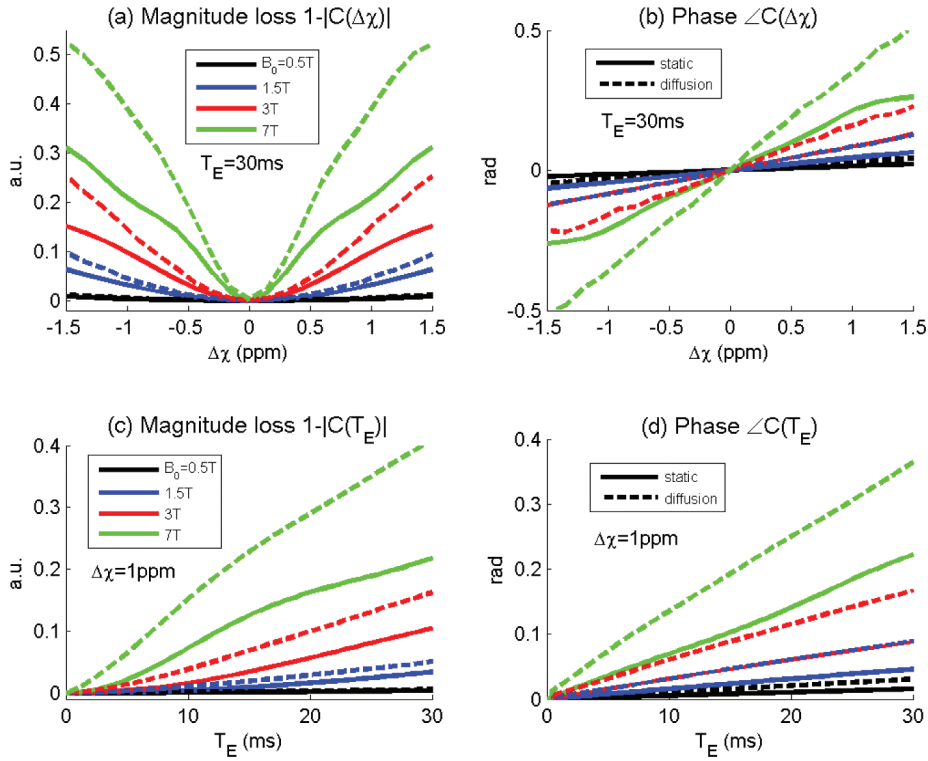 (a) Magnitude loss 1-|C(Δχ)|
0.5
0.4
0.3
0.2
0.1
0
a.u.
B0=0.5T
1.5T
3T
7T
TE=30ms
-1.5 -1 -0.5 0 0.5 1 1.5
Δχ (ppm)
(b) Phase ∠C(Δχ)
0.5
0
-0.5
rad
static
diffusion
TE=30ms
-1.5 -1 -0.5 0 0.5 1 1.5
Δχ (ppm)
(c) Magnitude loss 1-|C(TE)|
0.4
0.3
0.2
0.1
0
a.u.
B0=0.5T
1.5T
3T
7T
Δχ=1ppm
0 10 20 30
TE (ms)
(d) Phase ∠C(TE)
0.4
0.3
0.2
0.1
0
rad
static
diffusion
Δχ=1ppm
0 10 20 30
TE (ms)